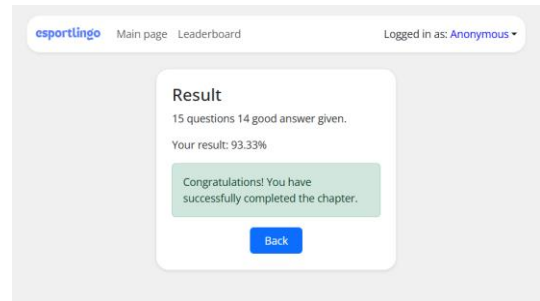 esportlingo Main page Leaderboard Logged in as: Anonymous
Result
15 questions 14 good answer given.
Your result: 93.33%
Congratulations! You have
successfully completed the chapter.
Back